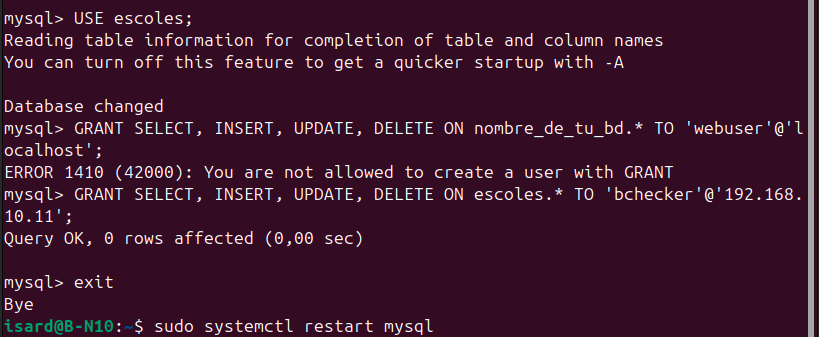 mysql> USE escoles;
Reading table information for completion of table and column names
You can turn off this feature to get a quicker startup with -A
Database changed
mysql> GRANT SELECT, INSERT, UPDATE, DELETE ON nombre_de_tu_bd.* TO 'webuser'@'l
ocalhost';
ERROR 1410 (42000): You are not allowed to create a user with GRANT
mysql> GRANT SELECT, INSERT, UPDATE, DELETE ON escoles.* TO 'bchecker'@'192.168.
10.11';
Query OK, 0 rows affected (0,00 sec)
mysql> exit
Bye
isard@B-N10:~$ sudo systemctl restart mysql